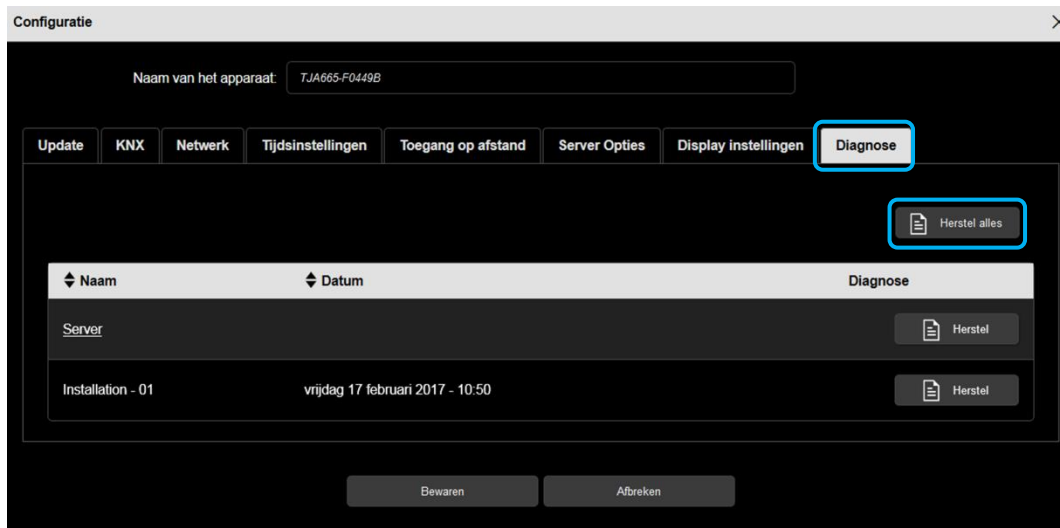 Configuratie
Naam van het apparaat: TJA665-F0449B
Update KNX Netwerk Tijdsinstellingen Toegang op afstand Server Opties Display instellingen Diagnose
Herstel alles
Naam Datum Diagnose
Server Herstel
Installation - 01 vrijdag 17 februari 2017 - 10:50 Herstel
Bewaren Afbreken